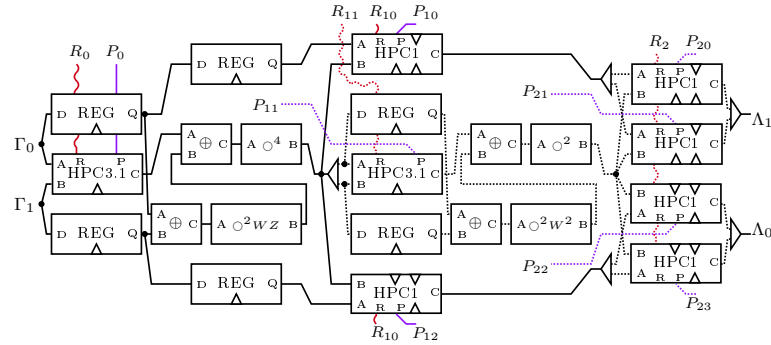 R₁₁ R₁₀ P₁₀
R₀ P₀
D REG Q
A R P C
B HPC1
R₂ P₂₀
A R P C
B HPC1
P₁₁
P₂₁
D REG Q
D REG Q
Λ₁
Γ₀
A ⊕ C
B
A ○⁴ B
A ⊕ C
B
A ○² B
B R P C
A HPC1
A R P C
B HPC3.1
A R P C
B HPC3.1
Γ₁
B HPC1 C
A R P
D REG Q
A ⊕ C
B
A ○²WZ B
D REG Q
A ⊕ C
B
A ○²W² B
Λ₀
P₂₂
B HPC1 C
A R P
D REG Q
B HPC1 C
A R P
P₂₃
R₁₀ P₁₂